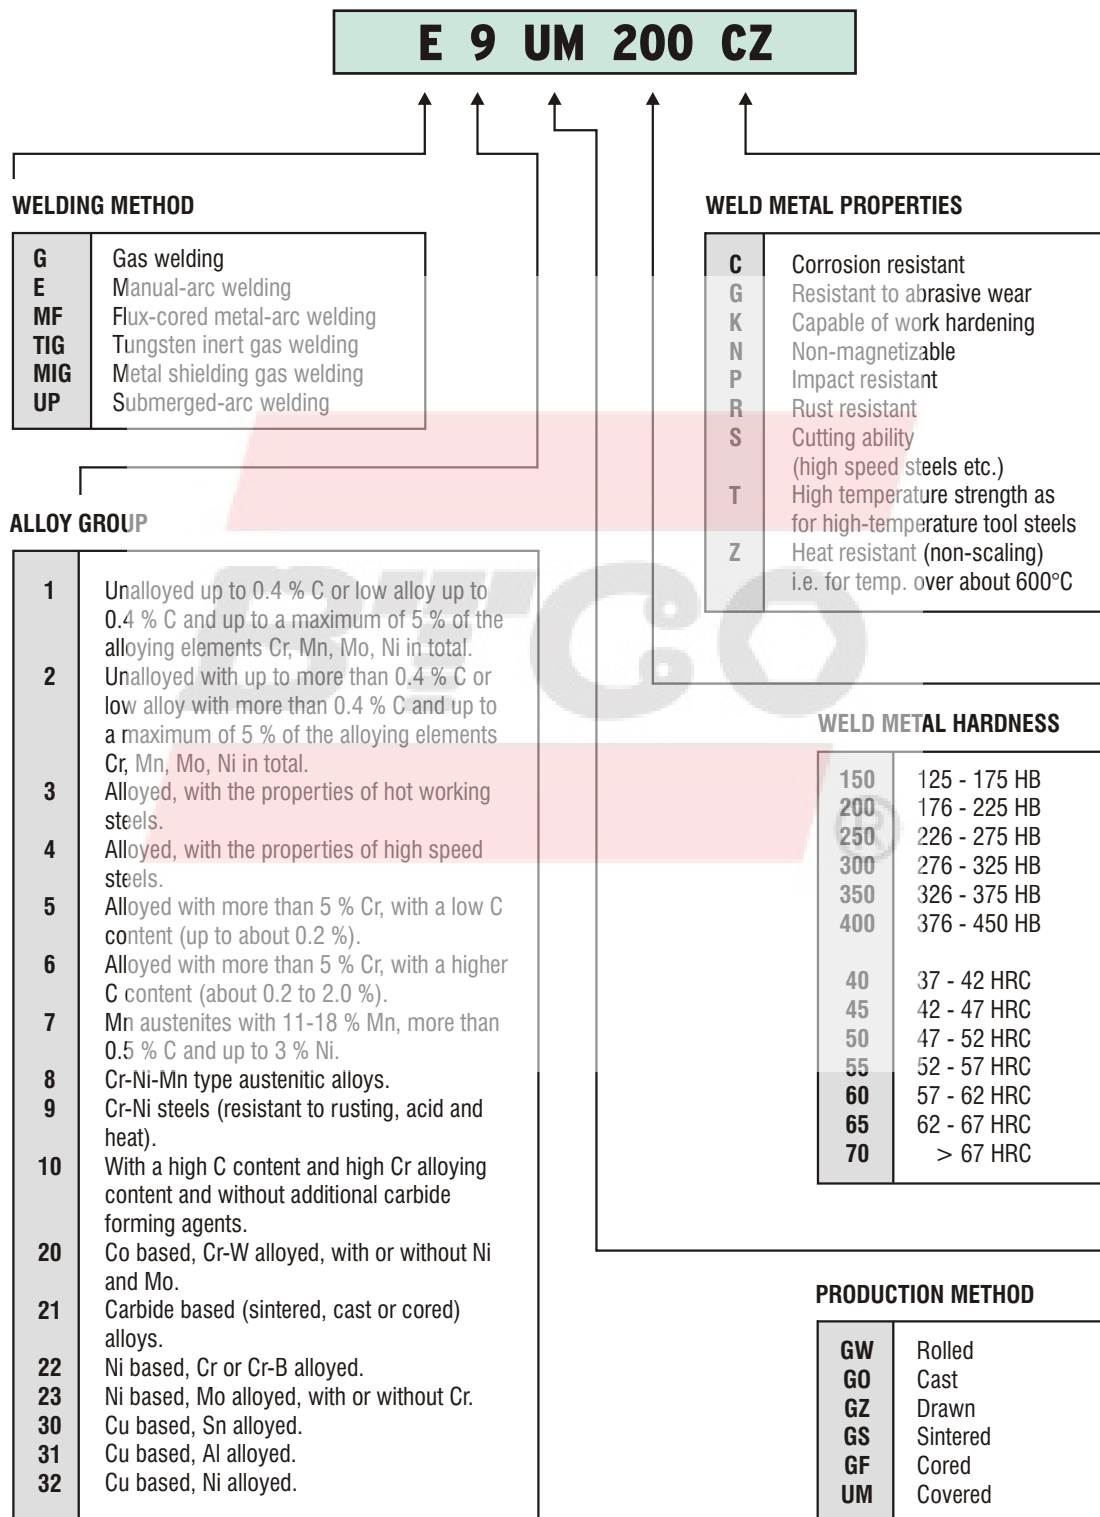 E 9 UM 200 CZ
WELDING METHOD
G Gas welding
E Manual-arc welding
MF Flux-cored metal-arc welding
TIG Tungsten inert gas welding
MIG Metal shielding gas welding
UP Submerged-arc welding
ALLOY GROUP
1 Unalloyed up to 0.4 % C or low alloy up to
0.4 % C and up to a maximum of 5 % of the
alloying elements Cr, Mn, Mo, Ni in total.
2 Unalloyed with up to more than 0.4 % C or
low alloy with more than 0.4 % C and up to
a maximum of 5 % of the alloying elements
Cr, Mn, Mo, Ni in total.
3 Alloyed, with the properties of hot working
steels.
4 Alloyed, with the properties of high speed
steels.
5 Alloyed with more than 5 % Cr, with a low C
content (up to about 0.2 %).
6 Alloyed with more than 5 % Cr, with a higher
C content (about 0.2 to 2.0 %).
7 Mn austenites with 11-18 % Mn, more than
0.5 % C and up to 3 % Ni.
8 Cr-Ni-Mn type austenitic alloys.
9 Cr-Ni steels (resistant to rusting, acid and
heat).
10 With a high C content and high Cr alloying
content and without additional carbide
forming agents.
20 Co based, Cr-W alloyed, with or without Ni
and Mo.
21 Carbide based (sintered, cast or cored)
alloys.
22 Ni based, Cr or Cr-B alloyed.
23 Ni based, Mo alloyed, with or without Cr.
30 Cu based, Sn alloyed.
31 Cu based, Al alloyed.
32 Cu based, Ni alloyed.
WELD METAL PROPERTIES
C Corrosion resistant
G Resistant to abrasive wear
K Capable of work hardening
N Non-magnetizable
P Impact resistant
R Rust resistant
S Cutting ability
(high speed steels etc.)
T High temperature strength as
for high-temperature tool steels
Z Heat resistant (non-scaling)
i.e. for temp. over about 600°C
WELD METAL HARDNESS
150 125 - 175 HB
200 176 - 225 HB
250 226 - 275 HB
300 276 - 325 HB
350 326 - 375 HB
400 376 - 450 HB
40 37 - 42 HRC
45 42 - 47 HRC
50 47 - 52 HRC
55 52 - 57 HRC
60 57 - 62 HRC
65 62 - 67 HRC
70 > 67 HRC
PRODUCTION METHOD
GW Rolled
GO Cast
GZ Drawn
GS Sintered
GF Cored
UM Covered
®